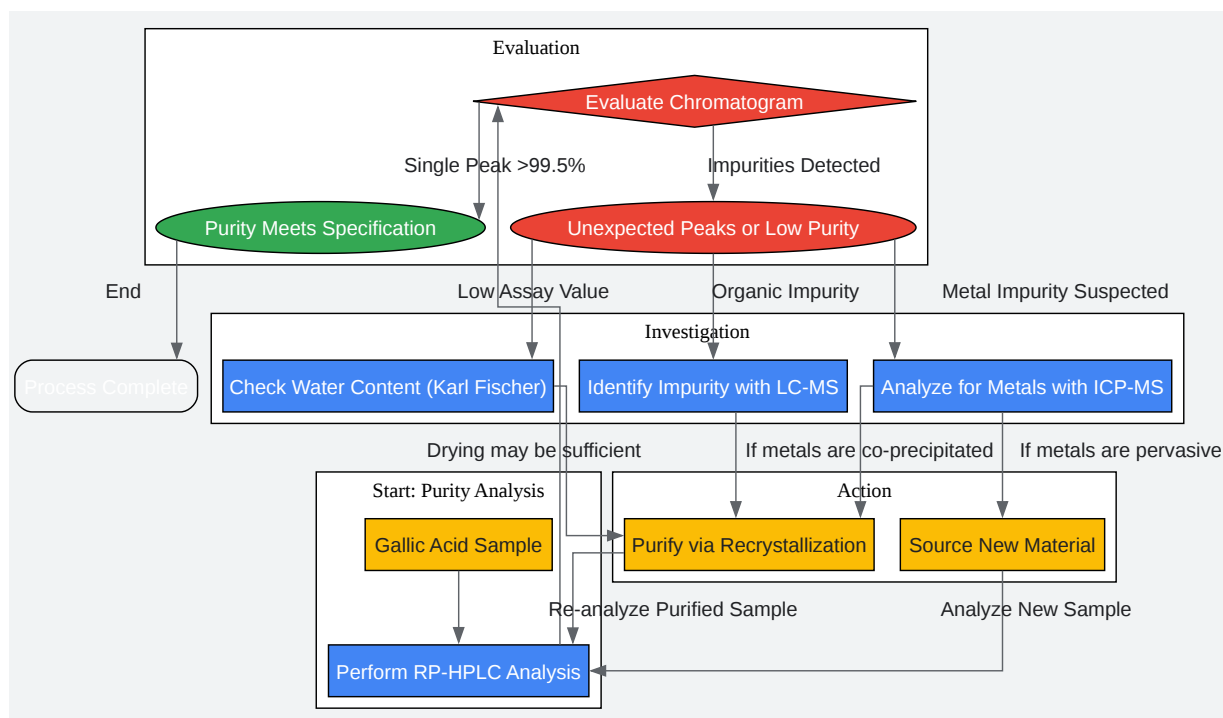 Evaluation
Evaluate Chromatogram
Single Peak >99.5%
Impurities Detected
Purity Meets Specification
Unexpected Peaks or Low Purity
End
Low Assay Value
Organic Impurity
Metal Impurity Suspected
Investigation
Process Complete
Check Water Content (Karl Fischer)
Identify Impurity with LC-MS
Analyze for Metals with ICP-MS
Drying may be sufficient
If metals are co-precipitated
If metals are pervasive
Start: Purity Analysis
Action
Gallic Acid Sample
Purify via Recrystallization
Source New Material
Re-analyze Purified Sample
Analyze New Sample
Perform RP-HPLC Analysis